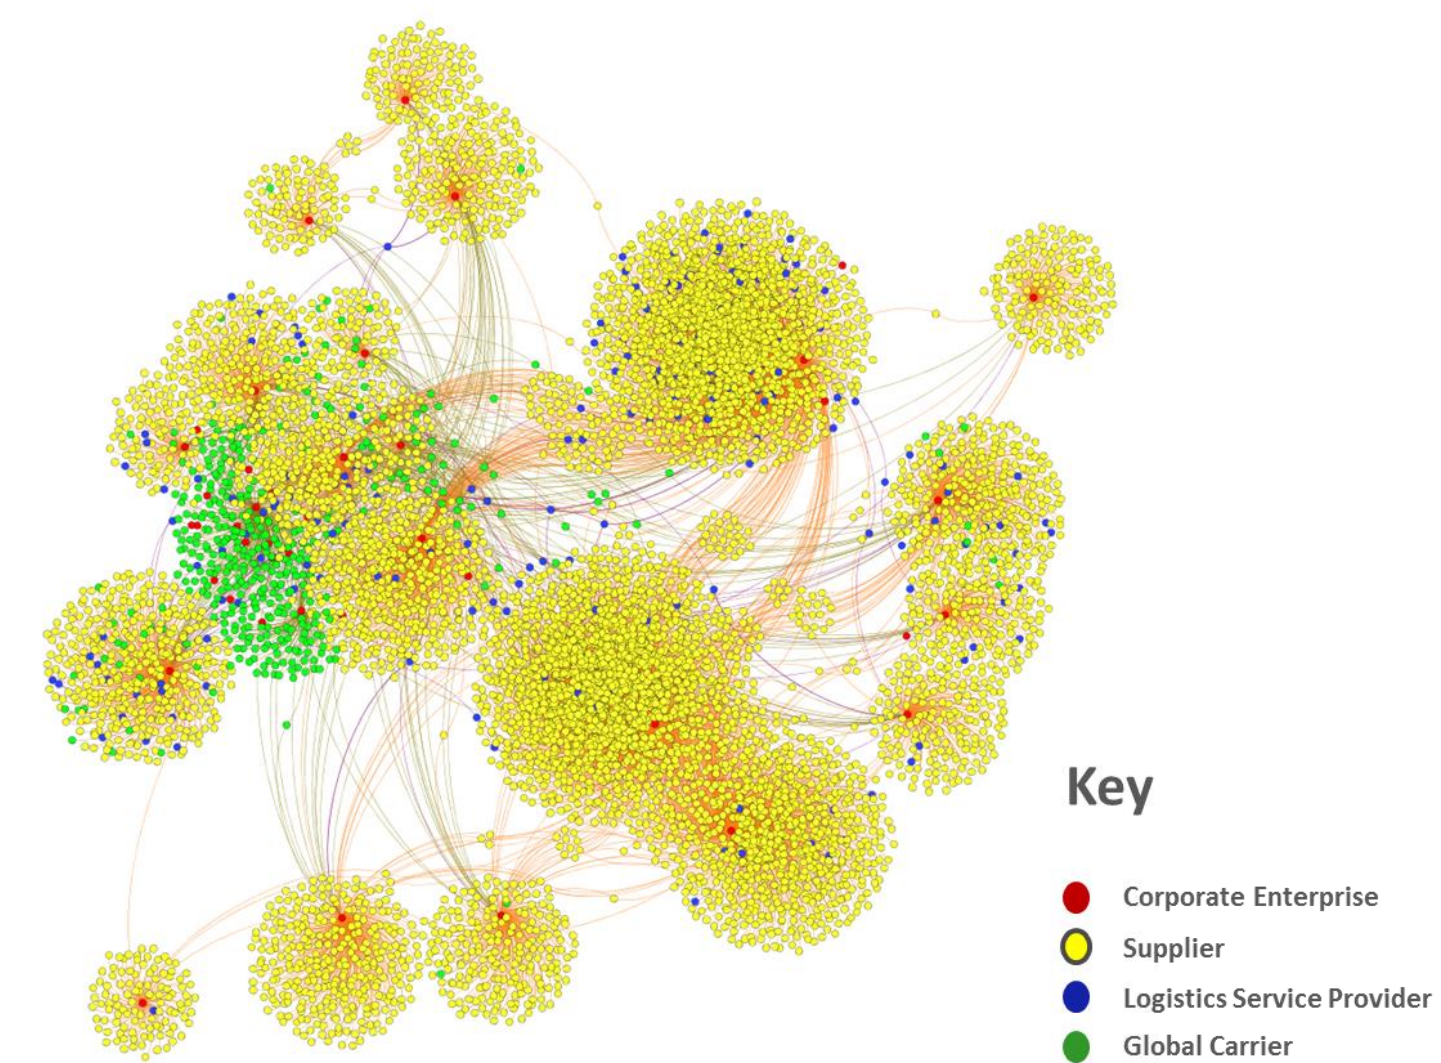 Key
Corporate Enterprise
Supplier
Logistics Service Provider
Global Carrier